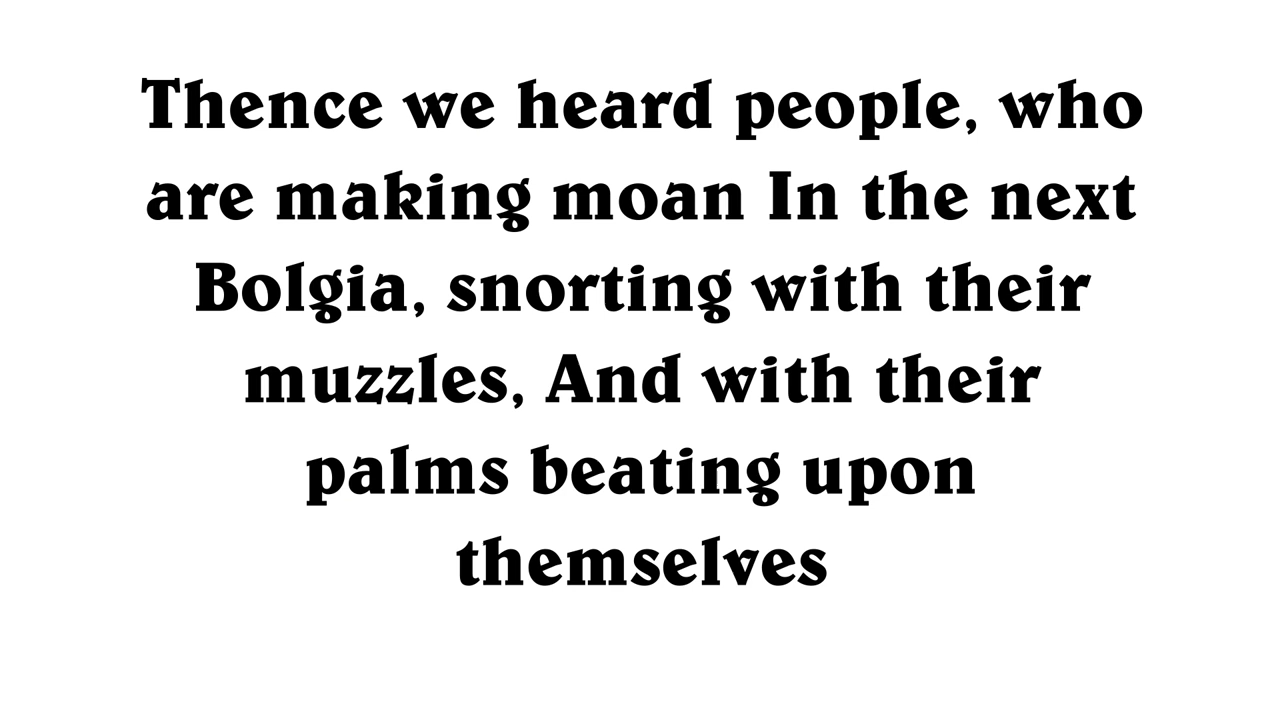 Thence we heard people, who
are making moan In the next
Bolgia, snorting with their
muzzles, And with their
palms beating upon
themselves